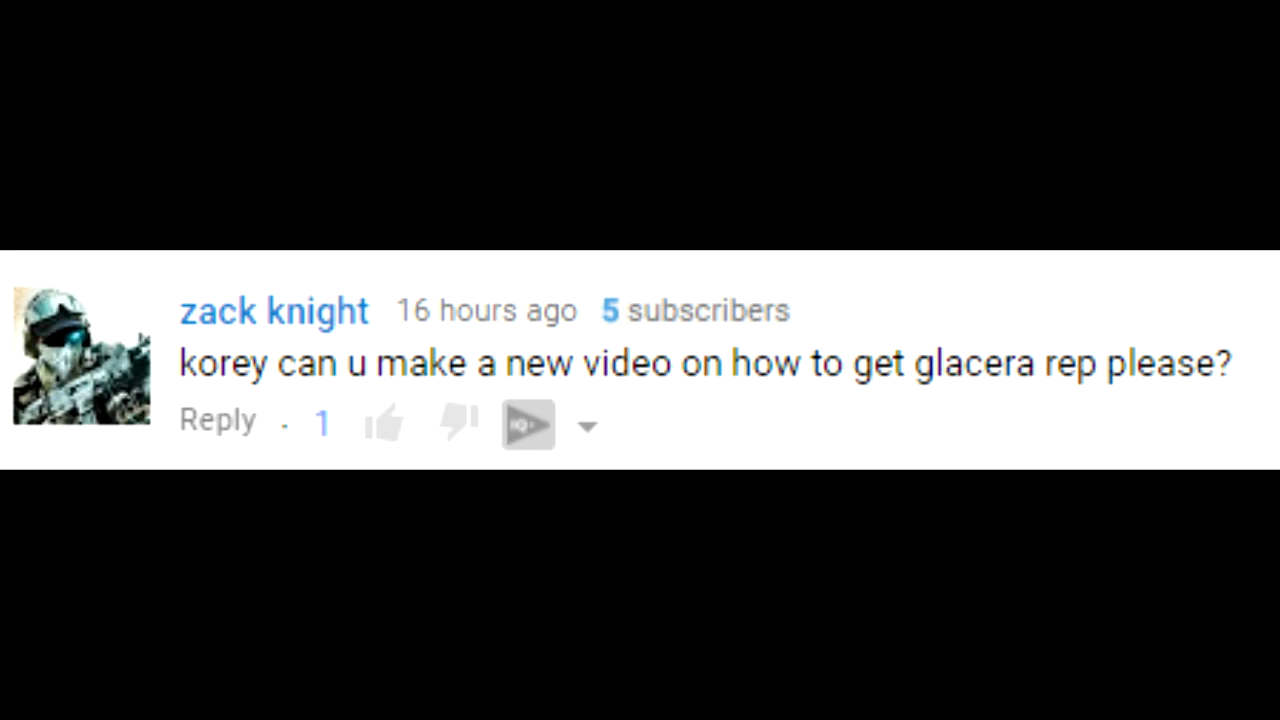 zack knight 16 hours ago 5 subscribers
korey can u make a new video on how to get glacera rep please?
Reply . 1